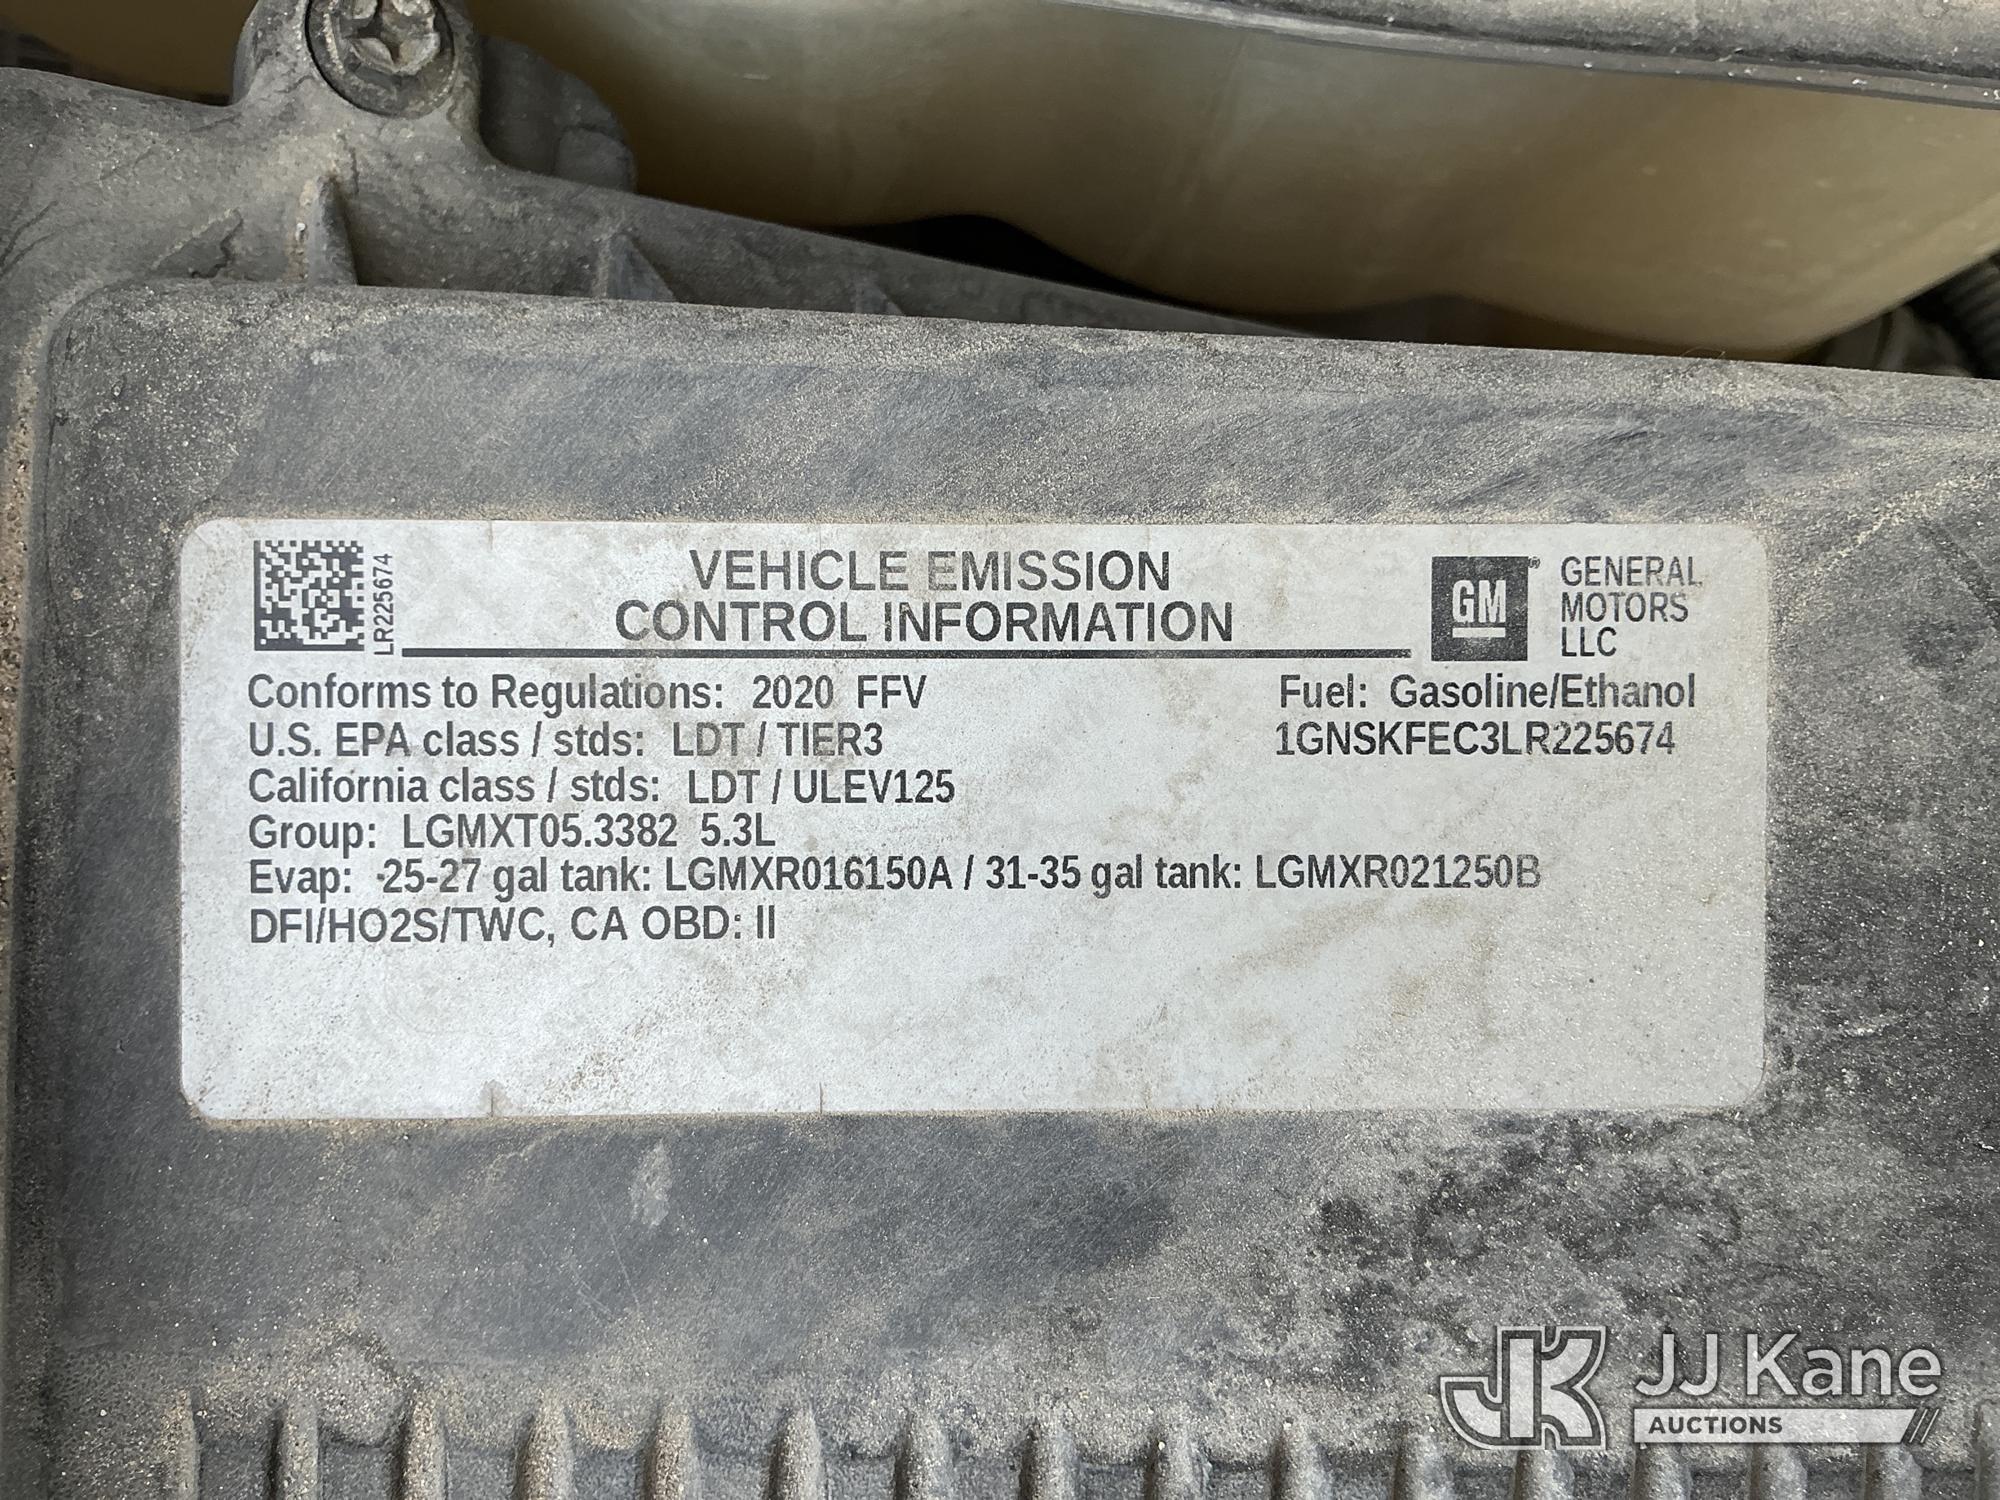 LR225674
VEHICLE EMISSION
CONTROL INFORMATION
GM®
GENERAL
MOTORS
LLC
Conforms to Regulations: 2020 FFV
Fuel: Gasoline/Ethanol
U.S. EPA class / stds: LDT / TIER3
1GNSKFEC3LR225674
California class / stds: LDT / ULEV125
Group: LGMXT05.3382 5.3L
Evap: -25-27 gal tank: LGMXR016150A / 31-35 gal tank: LGMXR021250B
DFI/HO2S/TWC, CA OBD: II
JK JJ Kane
AUCTIONS